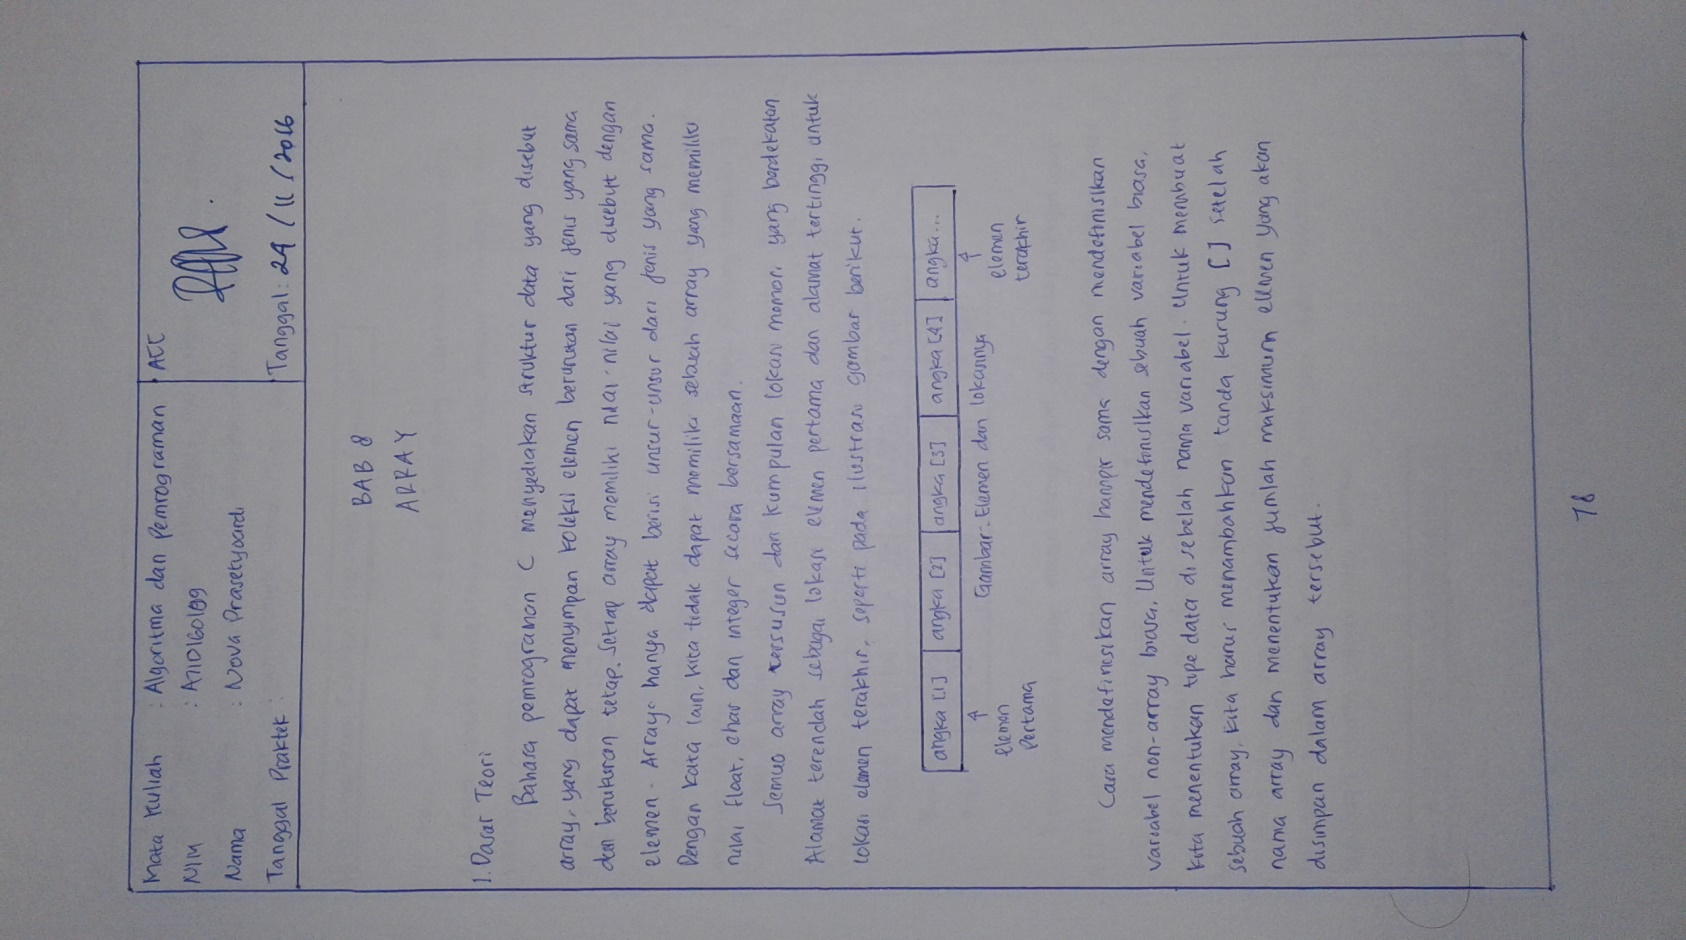 Mata Kuliah : Algoritma dan Pemrograman
NIM : A710160109
Nama : Nova Prasetyoardi
Tanggal Praktek :
ACC
Tanggal : 24 / 11 / 2016
BAB 8
ARRAY
1. Dasar Teori
Bahasa pemrograman C menyediakan struktur data yang disebut
array, yang dapat menyimpan koleksi elemen berurutan dari jenis yang sama
dan berukuran tetap. Setiap array memiliki nilai-nilai yang disebut dengan
elemen. Array hanya dapat berisi unsur-unsur dari jenis yang sama.
Dengan kata lain, kita tidak dapat memiliki sebuah array yang memiliki
nilai float, char dan integer secara bersamaan.
Semua array tersusun dari kumpulan lokasi memori yang berdekatan
Alamat terendah sebagai lokasi elemen pertama dan alamat tertinggi untuk
lokasi elemen terakhir, seperti pada ilustrasi gambar berikut.
angka [1] angka [2] angka [3] angka [4] angka...
↑ ↑
elemen Pertama
Gambar: Elemen dan lokasinya
elemen terakhir
Cara mendefinisikan array hampir sama dengan mendefinisikan
variabel non-array biasa. Untuk mendefinisikan sebuah variabel biasa,
kita menentukan tipe data di sebelah nama variabel. Untuk membuat
sebuah array, kita harus menambahkan tanda kurung [ ] setelah
nama array dan menentukan jumlah maksimum elemen yang akan
disimpan dalam array tersebut.
78